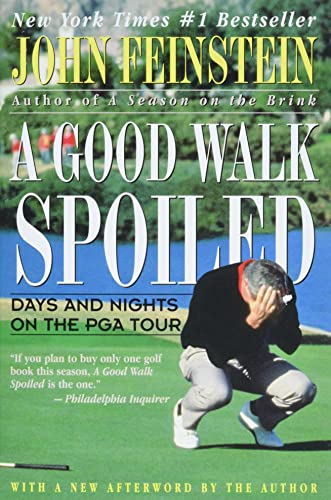 New York Times #1 Bestseller
JOHN FEINSTEIN
Author of A Season on the Brink
A GOOD WALK
SPOILED
DAYS AND NIGHTS
ON THE PGA TOUR
"If you plan to buy only one golf
book this season, A Good Walk
Spoiled is the one."
— Philadelphia Inquirer
WITH A NEW AFTERWORD BY THE AUTHOR